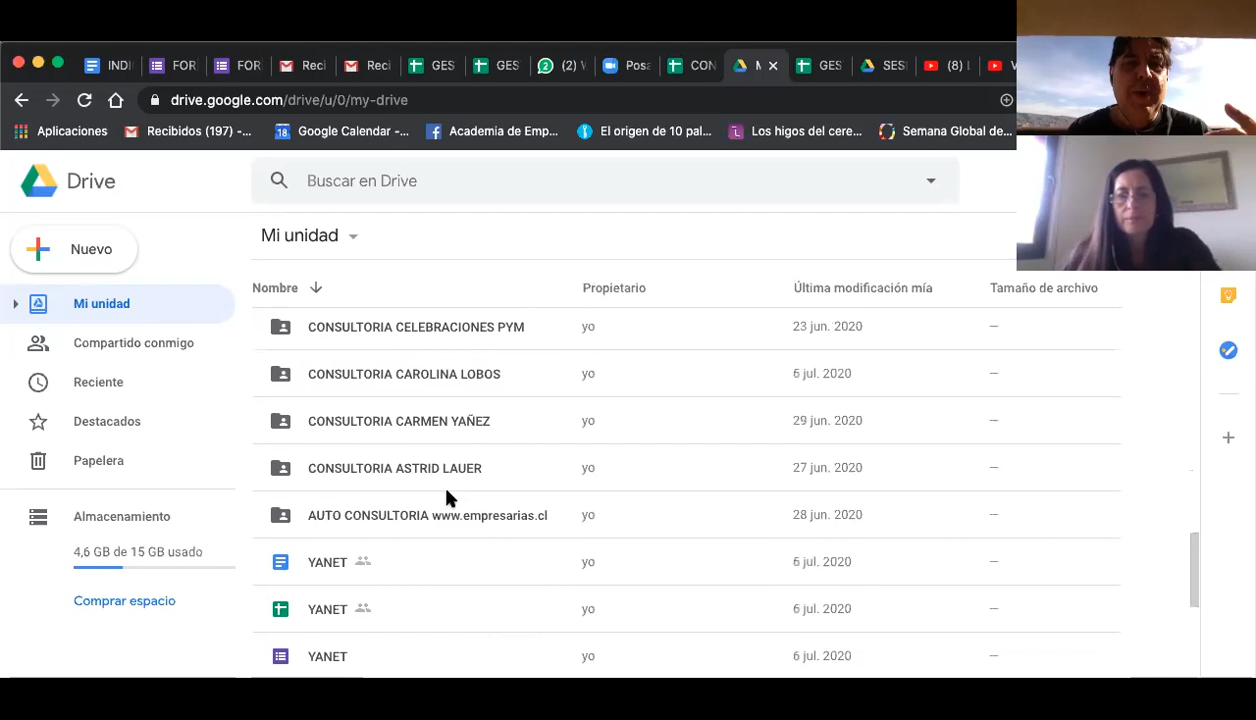 INDI FOR FOR Reci Reci GES GES (2) Posa CON M GES SES (8) L
drive.google.com/drive/u/0/my-drive
Aplicaciones Recibidos (197) -... Google Calendar -... Academia de Emp... El origen de 10 pal... Los higos del cere... Semana Global de...
Drive
Buscar en Drive
Nuevo
Mi unidad
Mi unidad
Compartido conmigo
Reciente
Destacados
Papelera
Almacenamiento
4,6 GB de 15 GB usado
Comprar espacio
Nombre Propietario Última modificación mía Tamaño de archivo
CONSULTORIA CELEBRACIONES PYM yo 23 jun. 2020 —
CONSULTORIA CAROLINA LOBOS yo 6 jul. 2020 —
CONSULTORIA CARMEN YAÑEZ yo 29 jun. 2020 —
CONSULTORIA ASTRID LAUER yo 27 jun. 2020 —
AUTO CONSULTORIA www.empresarias.cl yo 28 jun. 2020 —
YANET yo 6 jul. 2020 —
YANET yo 6 jul. 2020 —
YANET yo 6 jul. 2020 —